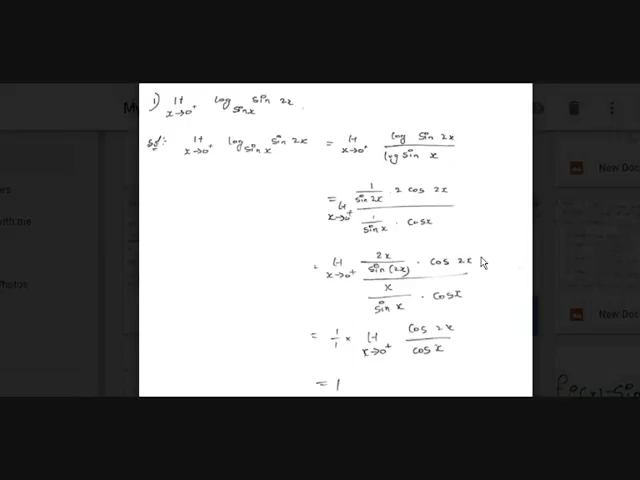 My
1) lt x→0⁺ log_{sin x} sin 2x.
sol: lt x→0⁺ log_{sin x} sin 2x = lt x→0⁺ (log sin 2x)/(log sin x)
= lt x→0⁺ (1/(sin 2x) · 2 cos 2x)/(1/(sin x) · cos x)
= lt x→0⁺ (2x/(sin(2x)) · cos 2x)/(x/(sin x) · cos x)
= 1/1 × lt x→0⁺ (cos 2x)/(cos x)
= 1
New Doc
New Doc